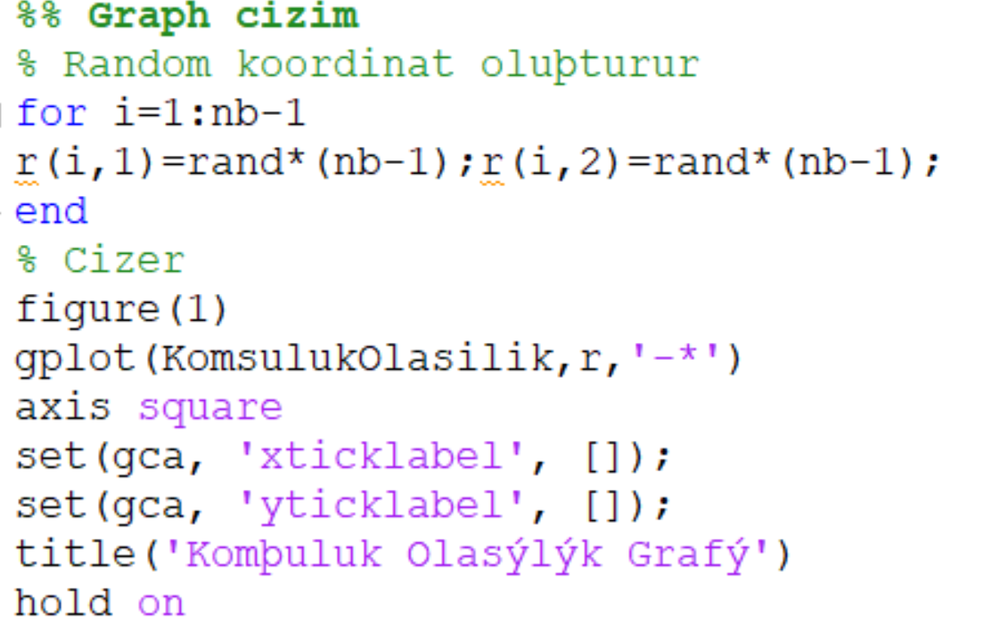 %% Graph cizim
% Random koordinat oluþturur
for i=1:nb-1
r(i,1)=rand*(nb-1);r(i,2)=rand*(nb-1);
end
% Cizer
figure(1)
gplot(KomsulukOlasilik,r,'-*')
axis square
set(gca, 'xticklabel', []);
set(gca, 'yticklabel', []);
title('Komþuluk Olasýlýk Grafý')
hold on